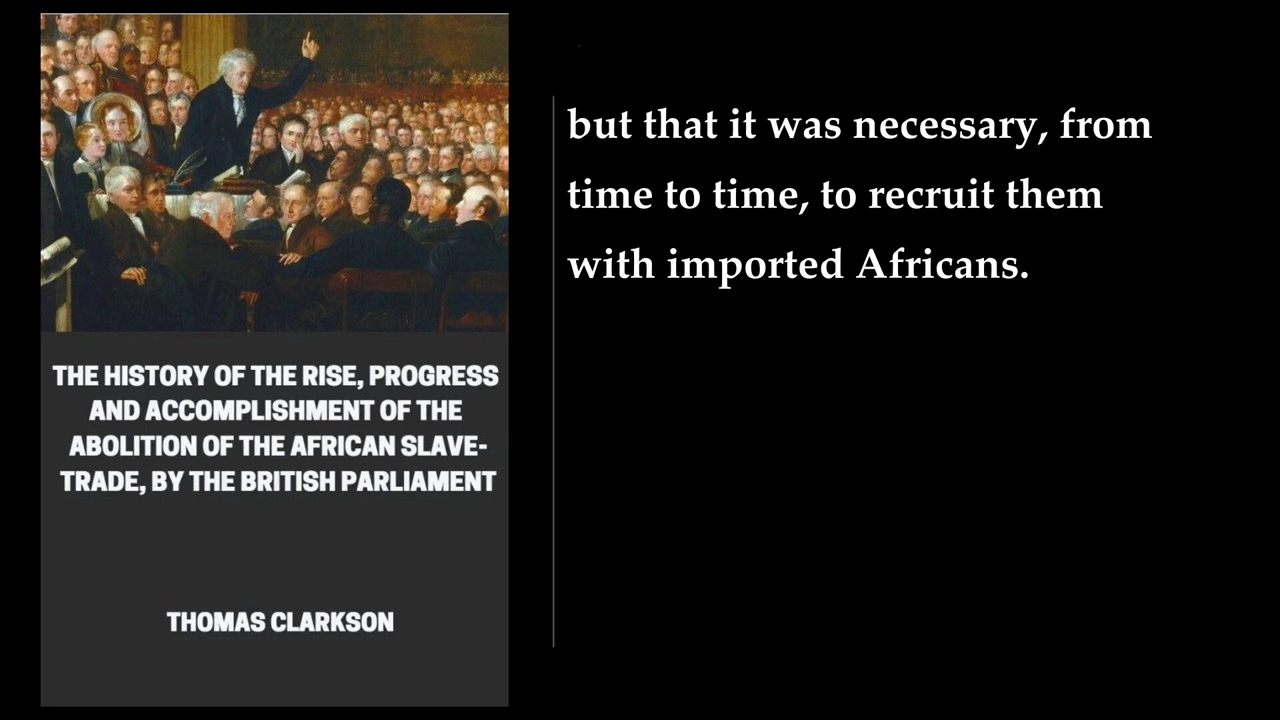 THE HISTORY OF THE RISE, PROGRESS
AND ACCOMPLISHMENT OF THE
ABOLITION OF THE AFRICAN SLAVE-
TRADE, BY THE BRITISH PARLIAMENT
THOMAS CLARKSON
but that it was necessary, from
time to time, to recruit them
with imported Africans.